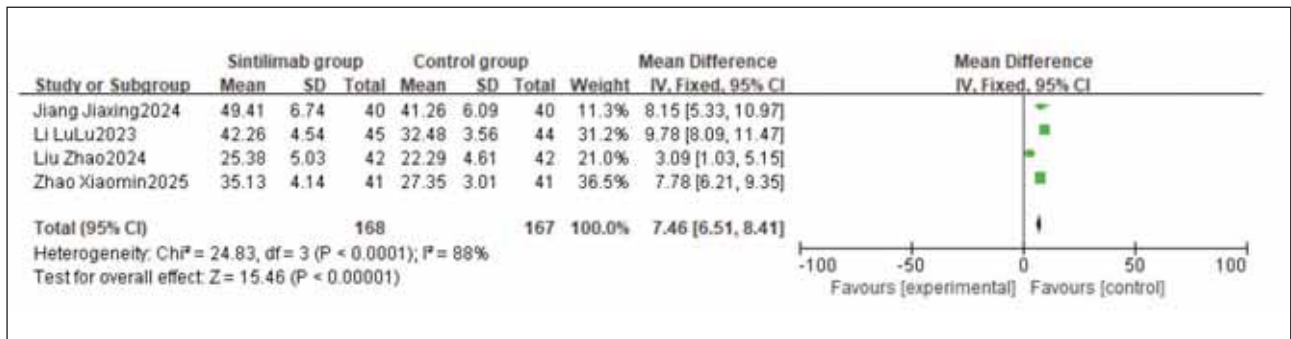 Sintilimab group Control group Mean Difference Mean Difference
Study or Subgroup Mean SD Total Mean SD Total Weight IV, Fixed, 95% CI IV, Fixed, 95% CI
Jiang Jiaxing2024 49.41 6.74 40 41.26 6.09 40 11.3% 8.15 [5.33, 10.97]
Li LuLu2023 42.26 4.54 45 32.48 3.56 44 31.2% 9.78 [8.09, 11.47]
Liu Zhao2024 25.38 5.03 42 22.29 4.61 42 21.0% 3.09 [1.03, 5.15]
Zhao Xiaomin2025 35.13 4.14 41 27.35 3.01 41 36.5% 7.78 [6.21, 9.35]
Total (95% CI) 168 167 100.0% 7.46 [6.51, 8.41]
Heterogeneity: Chi² = 24.83, df = 3 (P < 0.0001); I² = 88%
Test for overall effect: Z = 15.46 (P < 0.00001)
-100 -50 0 50 100
Favours [experimental] Favours [control]